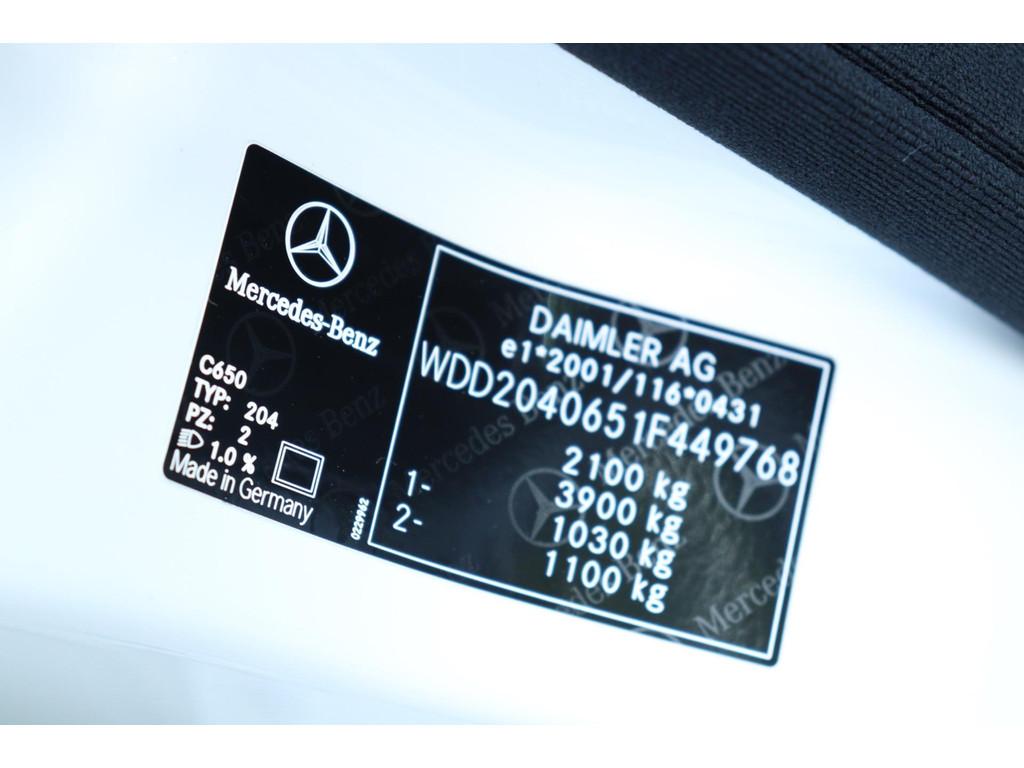 Mercedes-Benz
C650
TYP: 204
PZ: 2
1.0 %
Made in Germany
0229962
DAIMLER AG
e1*2001/116*0431
WDD2040651F449768
2100 kg
3900 kg
1- 1030 kg
2- 1100 kg